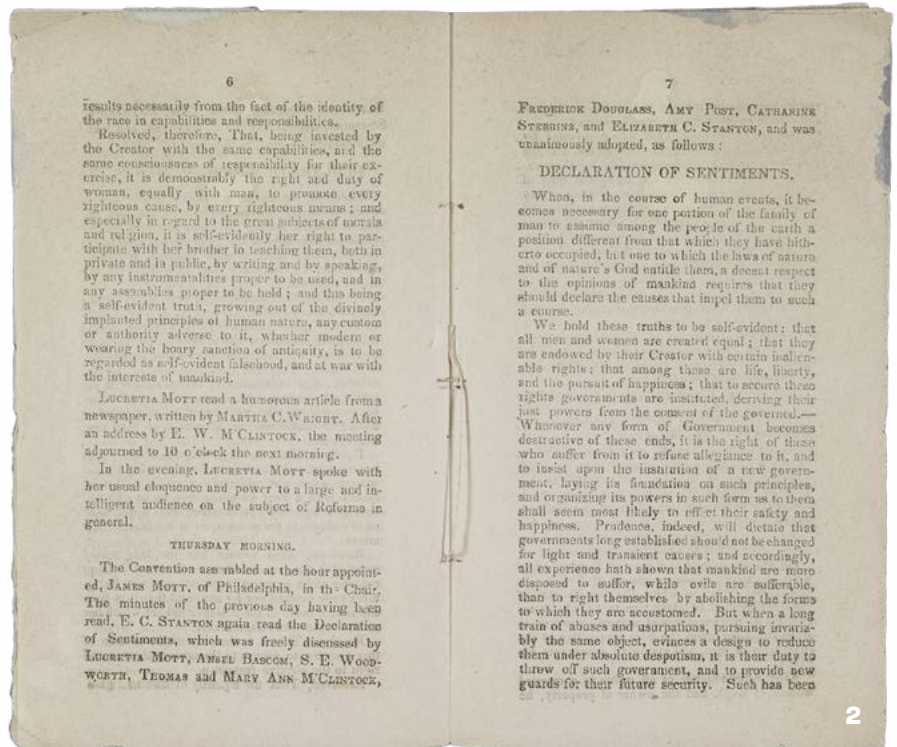 6
results necessarily from the fact of the identity of
the race in capabilities and responsibilities.
Resolved, therefore, That, being invested by
the Creator with the same capabilities, and the
same consciousness of responsibility for their ex-
ercise, it is demonstrably the right and duty of
woman, equally with man, to promote every
righteous cause, by every righteous means ; and
especially in regard to the great subjects of morals
and religion, it is self-evidently her right to par-
ticipate with her brother in teaching them, both in
private and in public, by writing and by speaking,
by any instrumentalities proper to be used, and in
any assemblies proper to be held ; and this being
a self-evident truth, growing out of the divinely
implanted principles of human nature, any custom
or authority adverse to it, whether modern or
wearing the hoary sanction of antiquity, is to be
regarded as self-evident falsehood, and at war with
the interests of mankind.
LUCRETIA MOTT read a humorous article from a
newspaper, written by MARTHA C. WRIGHT. After
an address by E. W. M'CLINTOCK, the meeting
adjourned to 10 o'clock the next morning.
In the evening, LUCRETIA MOTT spoke with
her usual eloquence and power to a large and in-
telligent audience on the subject of Reforms in
general.
THURSDAY MORNING.
The Convention assembled at the hour appoint-
ed, JAMES MOTT, of Philadelphia, in the Chair.
The minutes of the previous day having been
read, E. C. STANTON again read the Declaration
of Sentiments, which was freely discussed by
LUCRETIA MOTT, ANSEL BASCOM, S. E. WOOD-
WORTH, THOMAS and MARY ANN M'CLINTOCK,
7
FREDERICK DOUGLASS, AMY POST, CATHARINE
STEBBINS, and ELIZABETH C. STANTON, and was
unanimously adopted, as follows :
DECLARATION OF SENTIMENTS.
When, in the course of human events, it be-
comes necessary for one portion of the family of
man to assume among the people of the earth a
position different from that which they have hith-
erto occupied, but one to which the laws of nature
and of nature's God entitle them, a decent respect
to the opinions of mankind requires that they
should declare the causes that impel them to such
a course.
We hold these truths to be self-evident: that
all men and women are created equal ; that they
are endowed by their Creator with certain inalien-
able rights ; that among these are life, liberty,
and the pursuit of happiness ; that to secure these
rights governments are instituted, deriving their
just powers from the consent of the governed.—
Whenever any form of Government becomes
destructive of these ends, it is the right of those
who suffer from it to refuse allegiance to it, and
to insist upon the institution of a new govern-
ment, laying its foundation on such principles,
and organizing its powers in such form as to them
shall seem most likely to effect their safety and
happiness. Prudence, indeed, will dictate that
governments long established should not be changed
for light and transient causes ; and accordingly,
all experience hath shown that mankind are more
disposed to suffer, while evils are sufferable,
than to right themselves by abolishing the forms
to which they are accustomed. But when a long
train of abuses and usurpations, pursuing invaria-
bly the same object, evinces a design to reduce
them under absolute despotism, it is their duty to
throw off such government, and to provide new
guards for their future security. Such has been
2